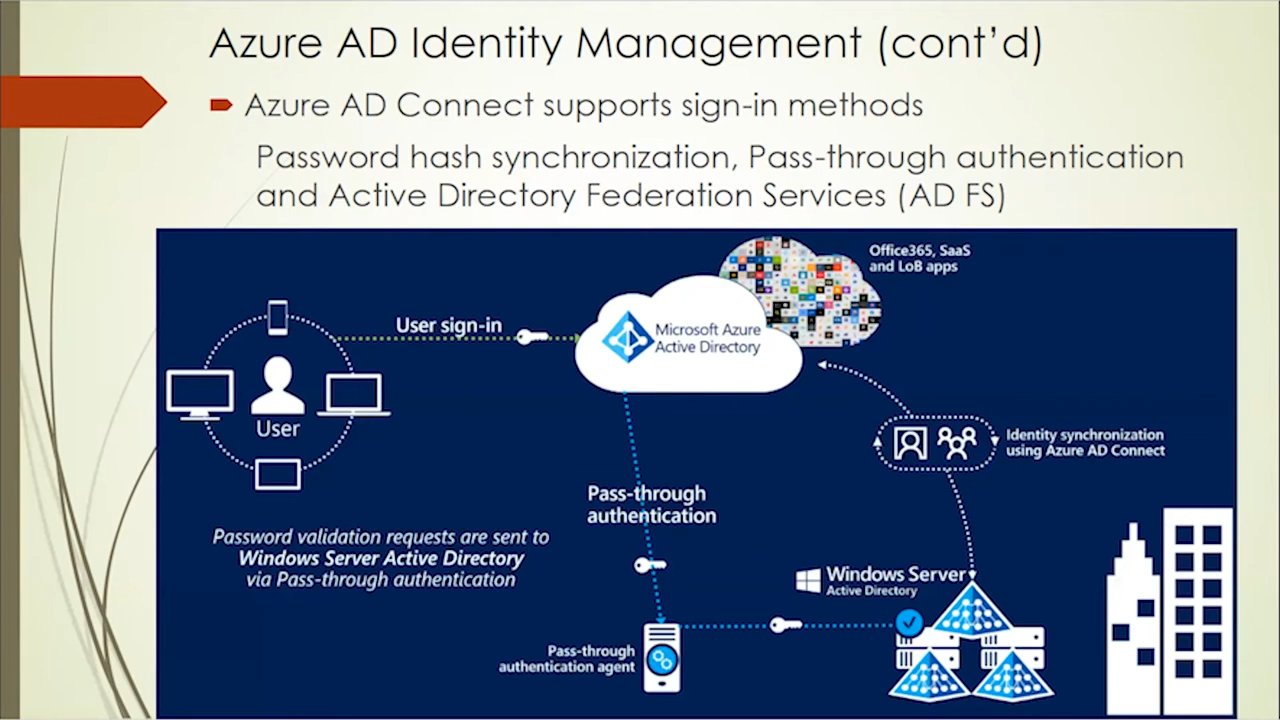 Azure AD Identity Management (cont’d)
Azure AD Connect supports sign-in methods
Password hash synchronization, Pass-through authentication
and Active Directory Federation Services (AD FS)
Office365, SaaS
and LoB apps
User sign-in
Microsoft Azure
Active Directory
User
Identity synchronization
using Azure AD Connect
Pass-through
authentication
Password validation requests are sent to
Windows Server Active Directory
via Pass-through authentication
Windows Server
Active Directory
Pass-through
authentication agent